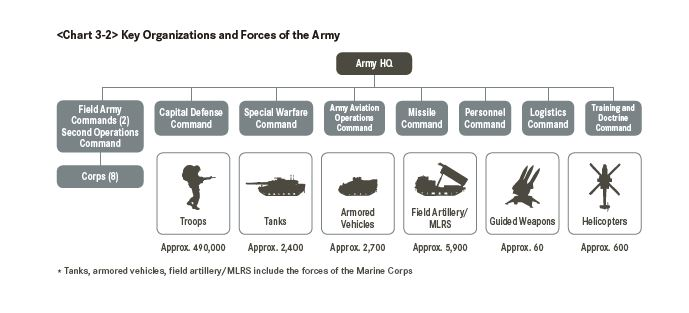 <Chart 3-2> Key Organizations and Forces of the Army
Army HQ
Field Army
Commands (2)
Second Operations
Command
Capital Defense
Command
Special Warfare
Command
Army Aviation
Operations
Command
Missile
Command
Personnel
Command
Logistics
Command
Training and
Doctrine
Command
Corps (8)
Troops
Tanks
Armored
Vehicles
Field Artillery/
MLRS
Guided Weapons
Helicopters
Approx. 490,000
Approx. 2,400
Approx. 2,700
Approx. 5,900
Approx. 60
Approx. 600
* Tanks, armored vehicles, field artillery/MLRS include the forces of the Marine Corps